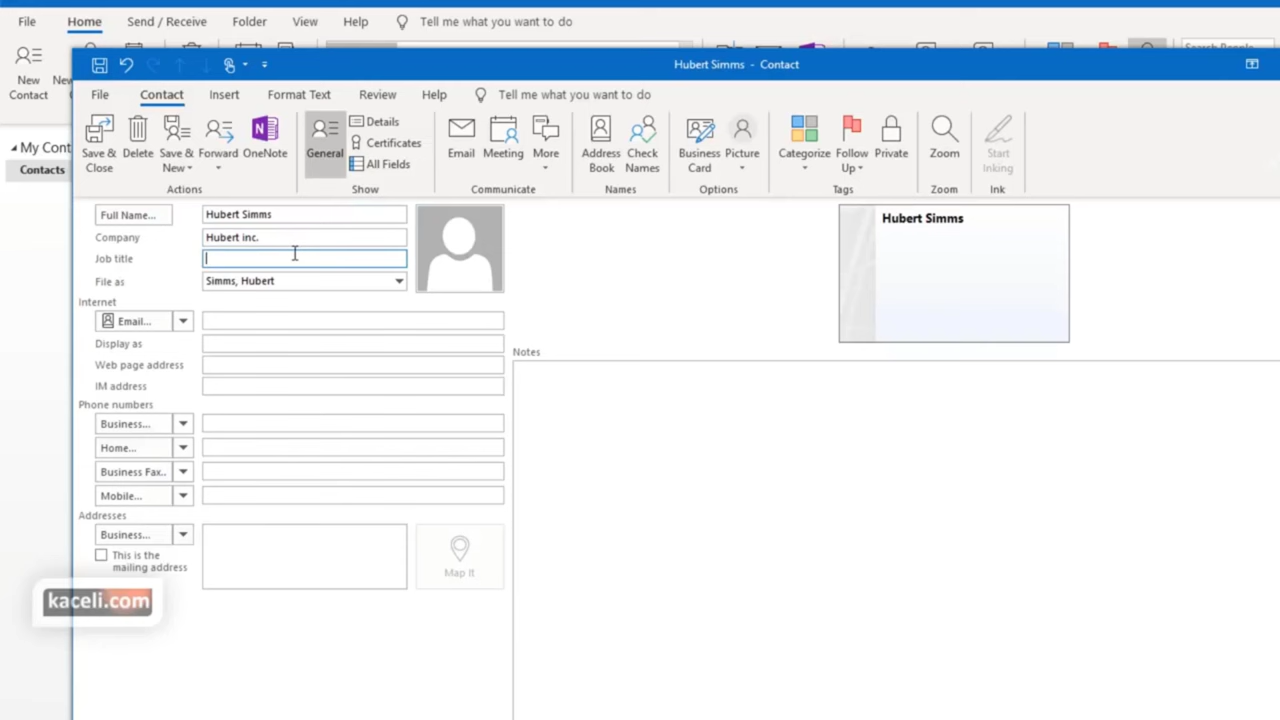 File Home Send / Receive Folder View Help Tell me what you want to do
New Contact
Hubert Simms - Contact
File Contact Insert Format Text Review Help Tell me what you want to do
Save & Close
Delete
Save & New
Forward
OneNote
Actions
General
Details
Certificates
All Fields
Show
Email
Meeting
More
Communicate
Address Book
Check Names
Names
Business Card
Picture
Options
Categorize
Follow Up
Private
Tags
Zoom
Zoom
Start Inking
Ink
My Cont
Contacts
Full Name... Hubert Simms
Company Hubert inc.
Job title
File as Simms, Hubert
Internet
Email...
Display as
Web page address
IM address
Phone numbers
Business...
Home...
Business Fax..
Mobile...
Addresses
Business...
This is the
mailing address
Map It
Hubert Simms
Notes
kaceli.com